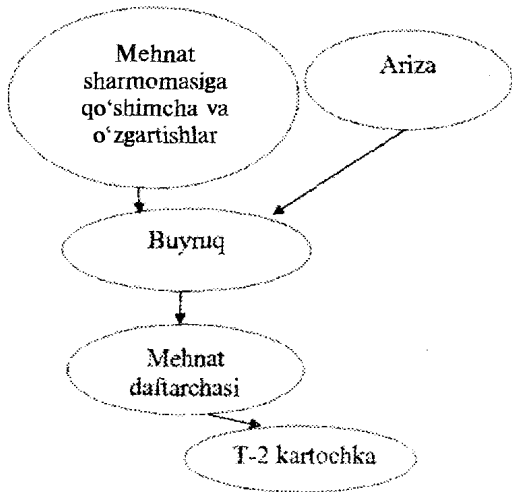 Mehnat
sharmomasiga
qo‘shimcha va
o‘zgartishlar
Ariza
Buyruq
Mehnat
daftarchasi
T-2 kartochka